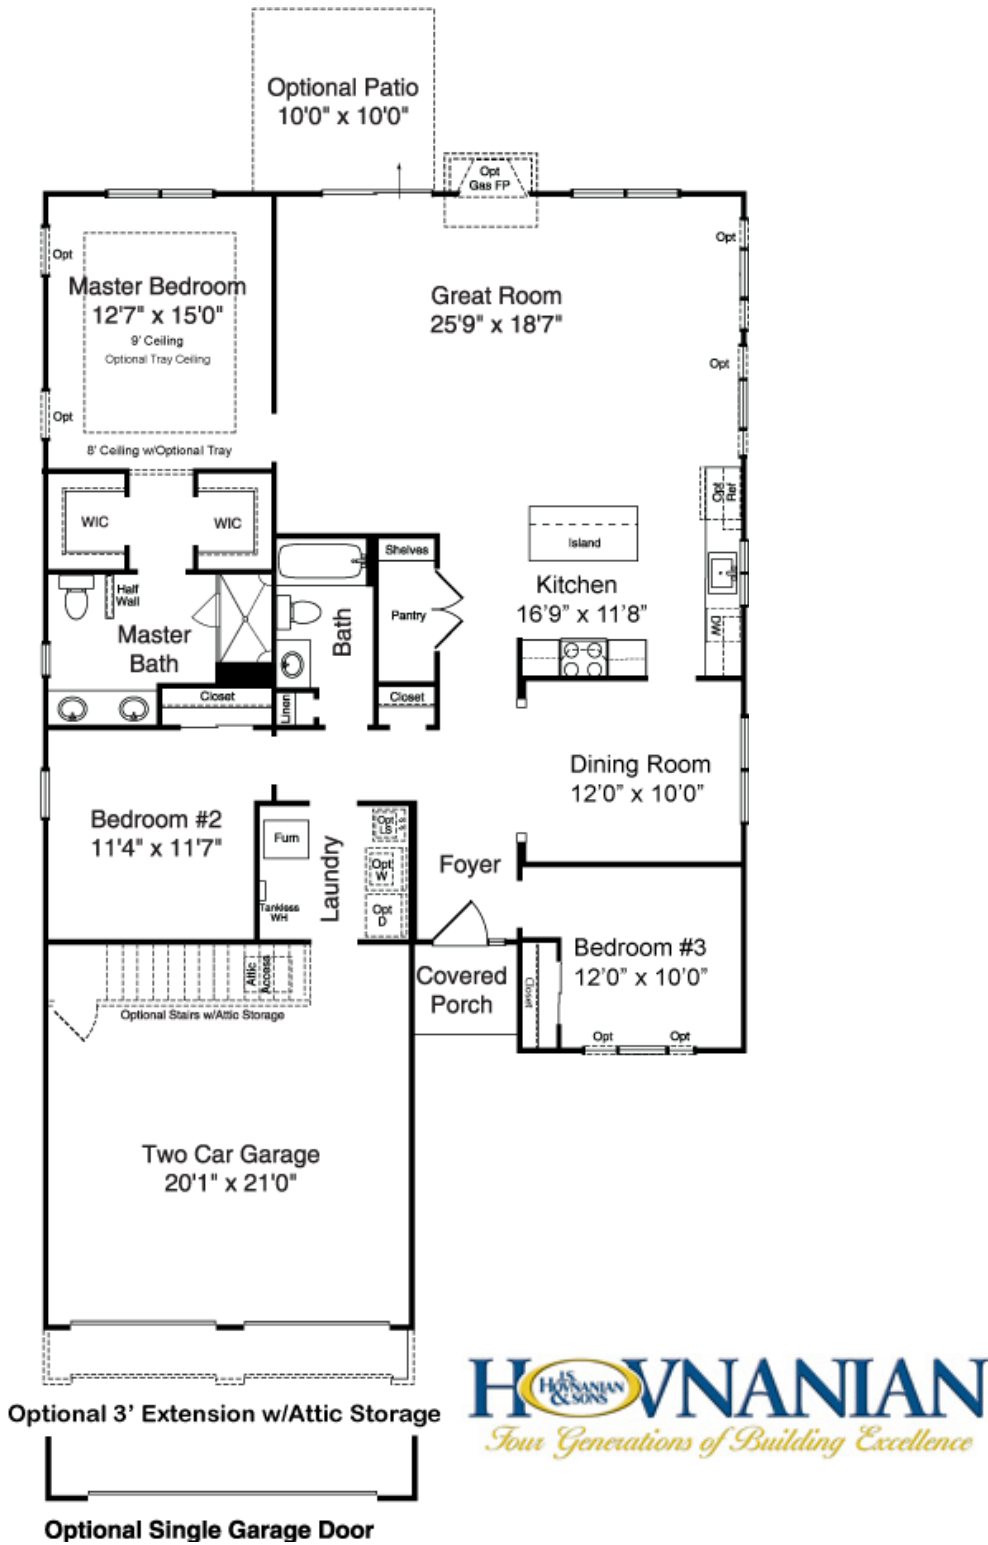 Optional Patio
10'0" x 10'0"
Opt
Gas FP
Opt
Master Bedroom
12'7" x 15'0"
9' Ceiling
Optional Tray Ceiling
Opt
8' Ceiling w/Optional Tray
Great Room
25'9" x 18'7"
Opt
Opt
WIC
WIC
Opt
Ref
Island
Kitchen
16'9" x 11'8"
DW
Half
Wall
Master
Bath
Bath
Shelves
Pantry
Closet
Closet
Linen
Dining Room
12'0" x 10'0"
Bedroom #2
11'4" x 11'7"
Furn
Tankless
WH
Laundry
Opt
LS
Opt
W
Opt
D
Foyer
Covered
Porch
Closet
Bedroom #3
12'0" x 10'0"
Opt
Opt
Attic
Access
Optional Stairs w/Attic Storage
Two Car Garage
20'1" x 21'0"
Optional 3' Extension w/Attic Storage
HOVNANIAN
J.S.
HOVNANIAN
& SONS
Four Generations of Building Excellence
Optional Single Garage Door